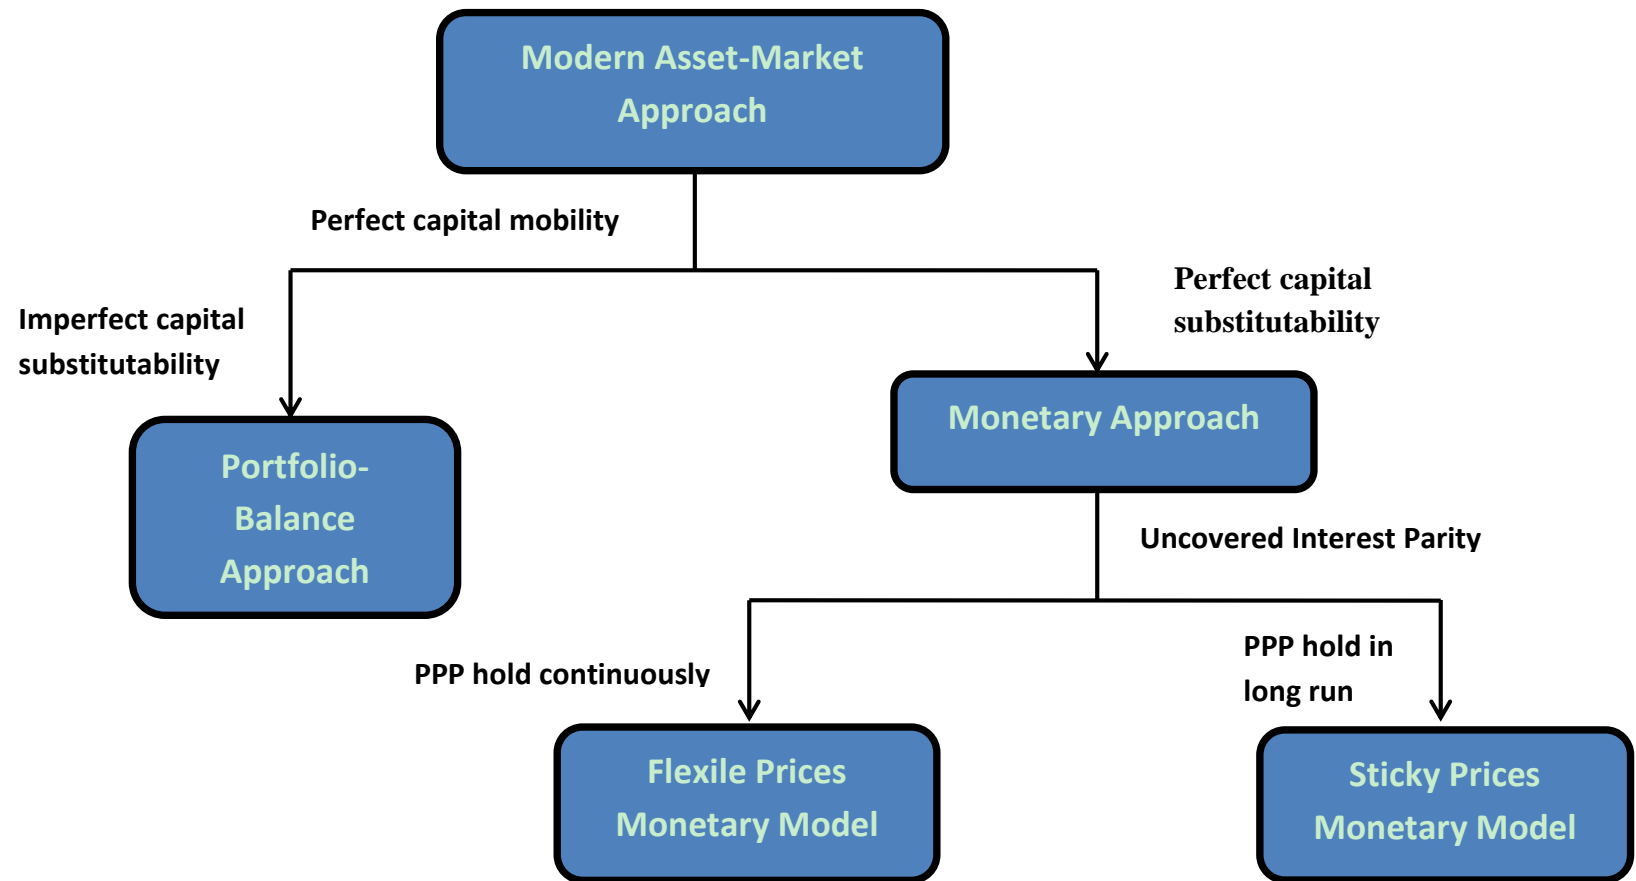 Modern Asset-Market
Approach
Perfect capital mobility
Perfect capital
substitutability
Imperfect capital
substitutability
Monetary Approach
Portfolio-
Balance
Approach
Uncovered Interest Parity
PPP hold in
long run
PPP hold continuously
Flexile Prices
Monetary Model
Sticky Prices
Monetary Model